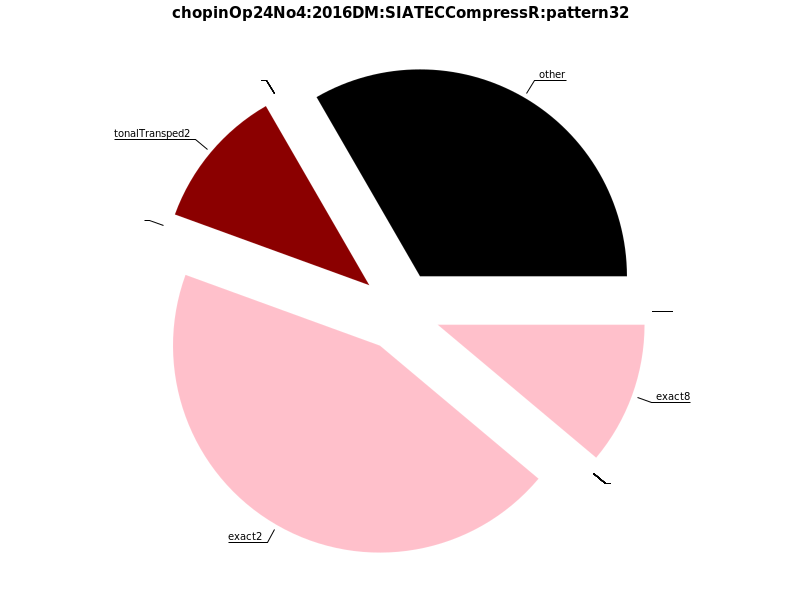 chopinOp24No4:2016DM:SIATECCompressR:pattern32
other
tonalTransped2
exact8
exact2